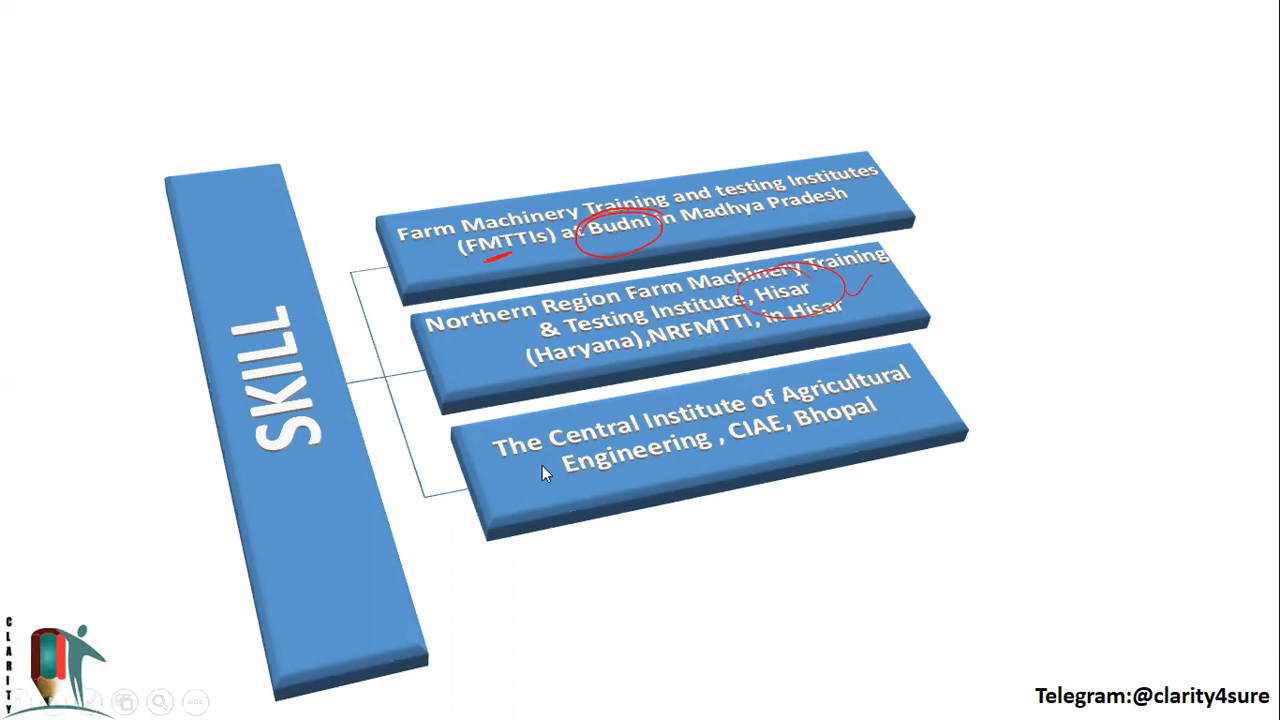 SKILL
Farm Machinery Training and testing Institutes
(FMTTIs) at Budni in Madhya Pradesh
Northern Region Farm Machinery Training
& Testing Institute, Hisar
(Haryana),NRFMTTI, in Hisar
The Central Institute of Agricultural
Engineering , CIAE, Bhopal
CLARITY
Telegram:@clarity4sure